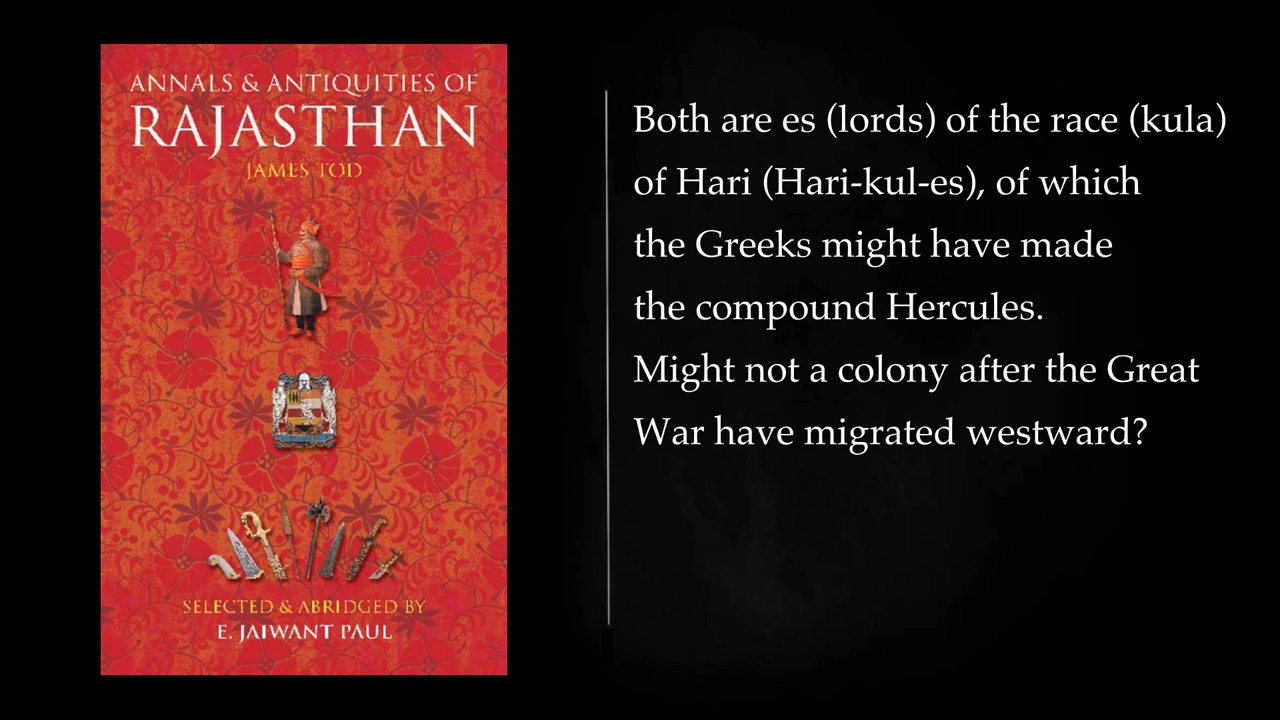 ANNALS & ANTIQUITIES OF
RAJASTHAN
JAMES TOD
SELECTED & ABRIDGED BY
E. JAIWANT PAUL
Both are es (lords) of the race (kula)
of Hari (Hari-kul-es), of which
the Greeks might have made
the compound Hercules.
Might not a colony after the Great
War have migrated westward?